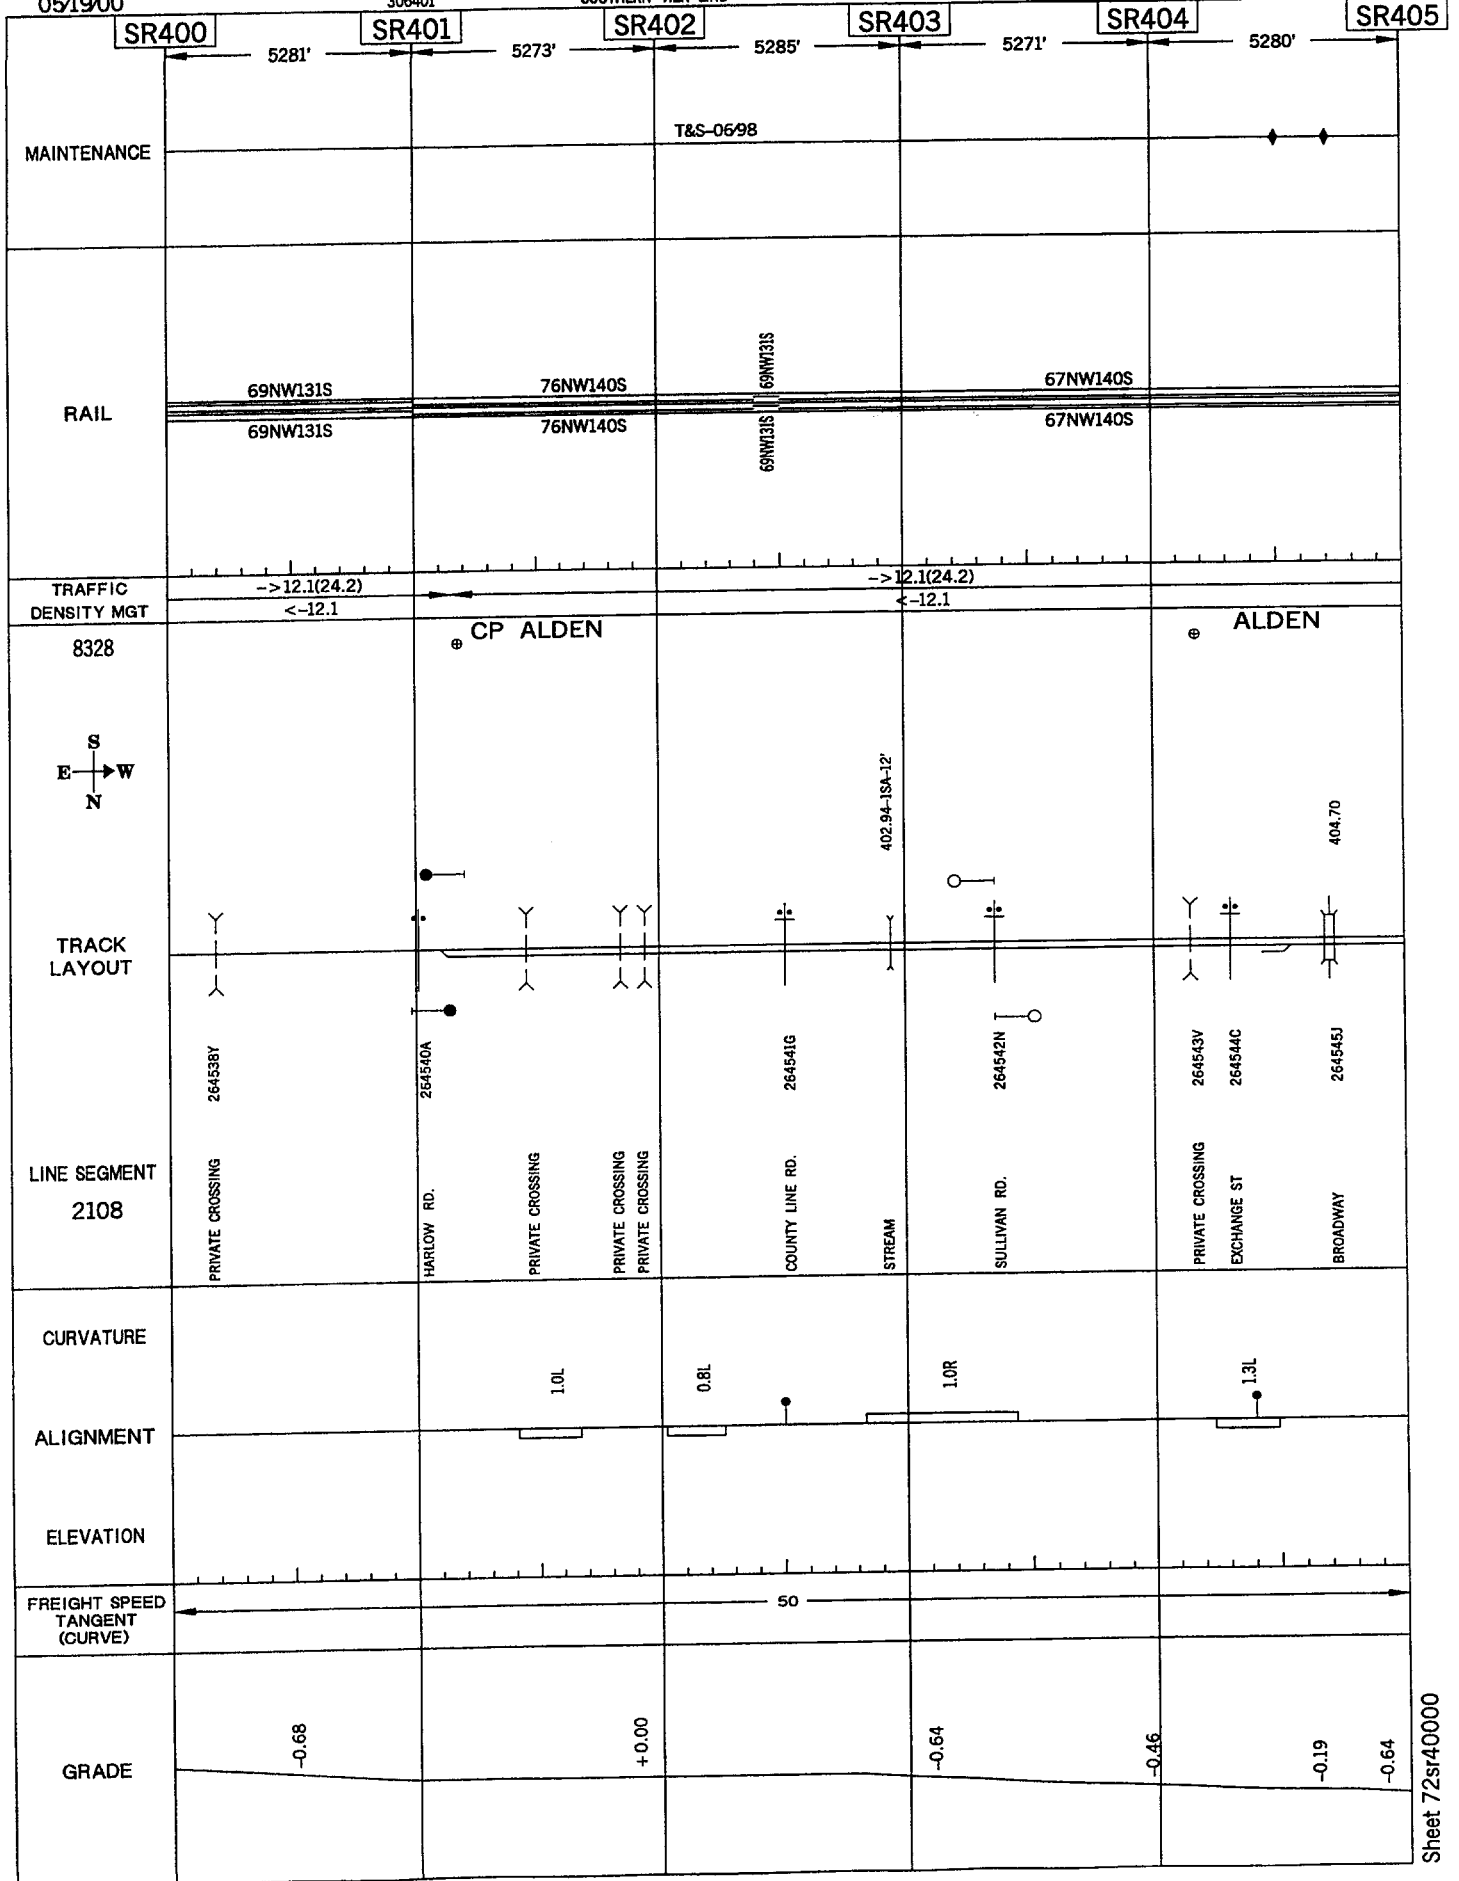 05/19/00
SR400 SR401 SR402 SR403 SR404 SR405
5281' 5273' 5285' 5271' 5280'
MAINTENANCE
T&S-06/98
RAIL
69NW131S 76NW140S 69NW131S 67NW140S
69NW131S 76NW140S 69NW131S 67NW140S
TRAFFIC
DENSITY MGT
->12.1(24.2) ->12.1(24.2)
<-12.1 <-12.1
8328
CP ALDEN ALDEN
S
E W
N
402.94-1SA-12' 404.70
TRACK
LAYOUT
264538Y 264540A 264541G 264542N 264543V 264544C 264545J
LINE SEGMENT
2108
PRIVATE CROSSING
HARLOW RD.
PRIVATE CROSSING
PRIVATE CROSSING
PRIVATE CROSSING
COUNTY LINE RD.
STREAM
SULLIVAN RD.
PRIVATE CROSSING
EXCHANGE ST
BROADWAY
CURVATURE
1.0L 0.8L 1.0R 1.3L
ALIGNMENT
ELEVATION
FREIGHT SPEED
TANGENT
(CURVE)
50
GRADE
-0.68 +0.00 -0.64 -0.46 -0.19 -0.64
Sheet 72sr40000